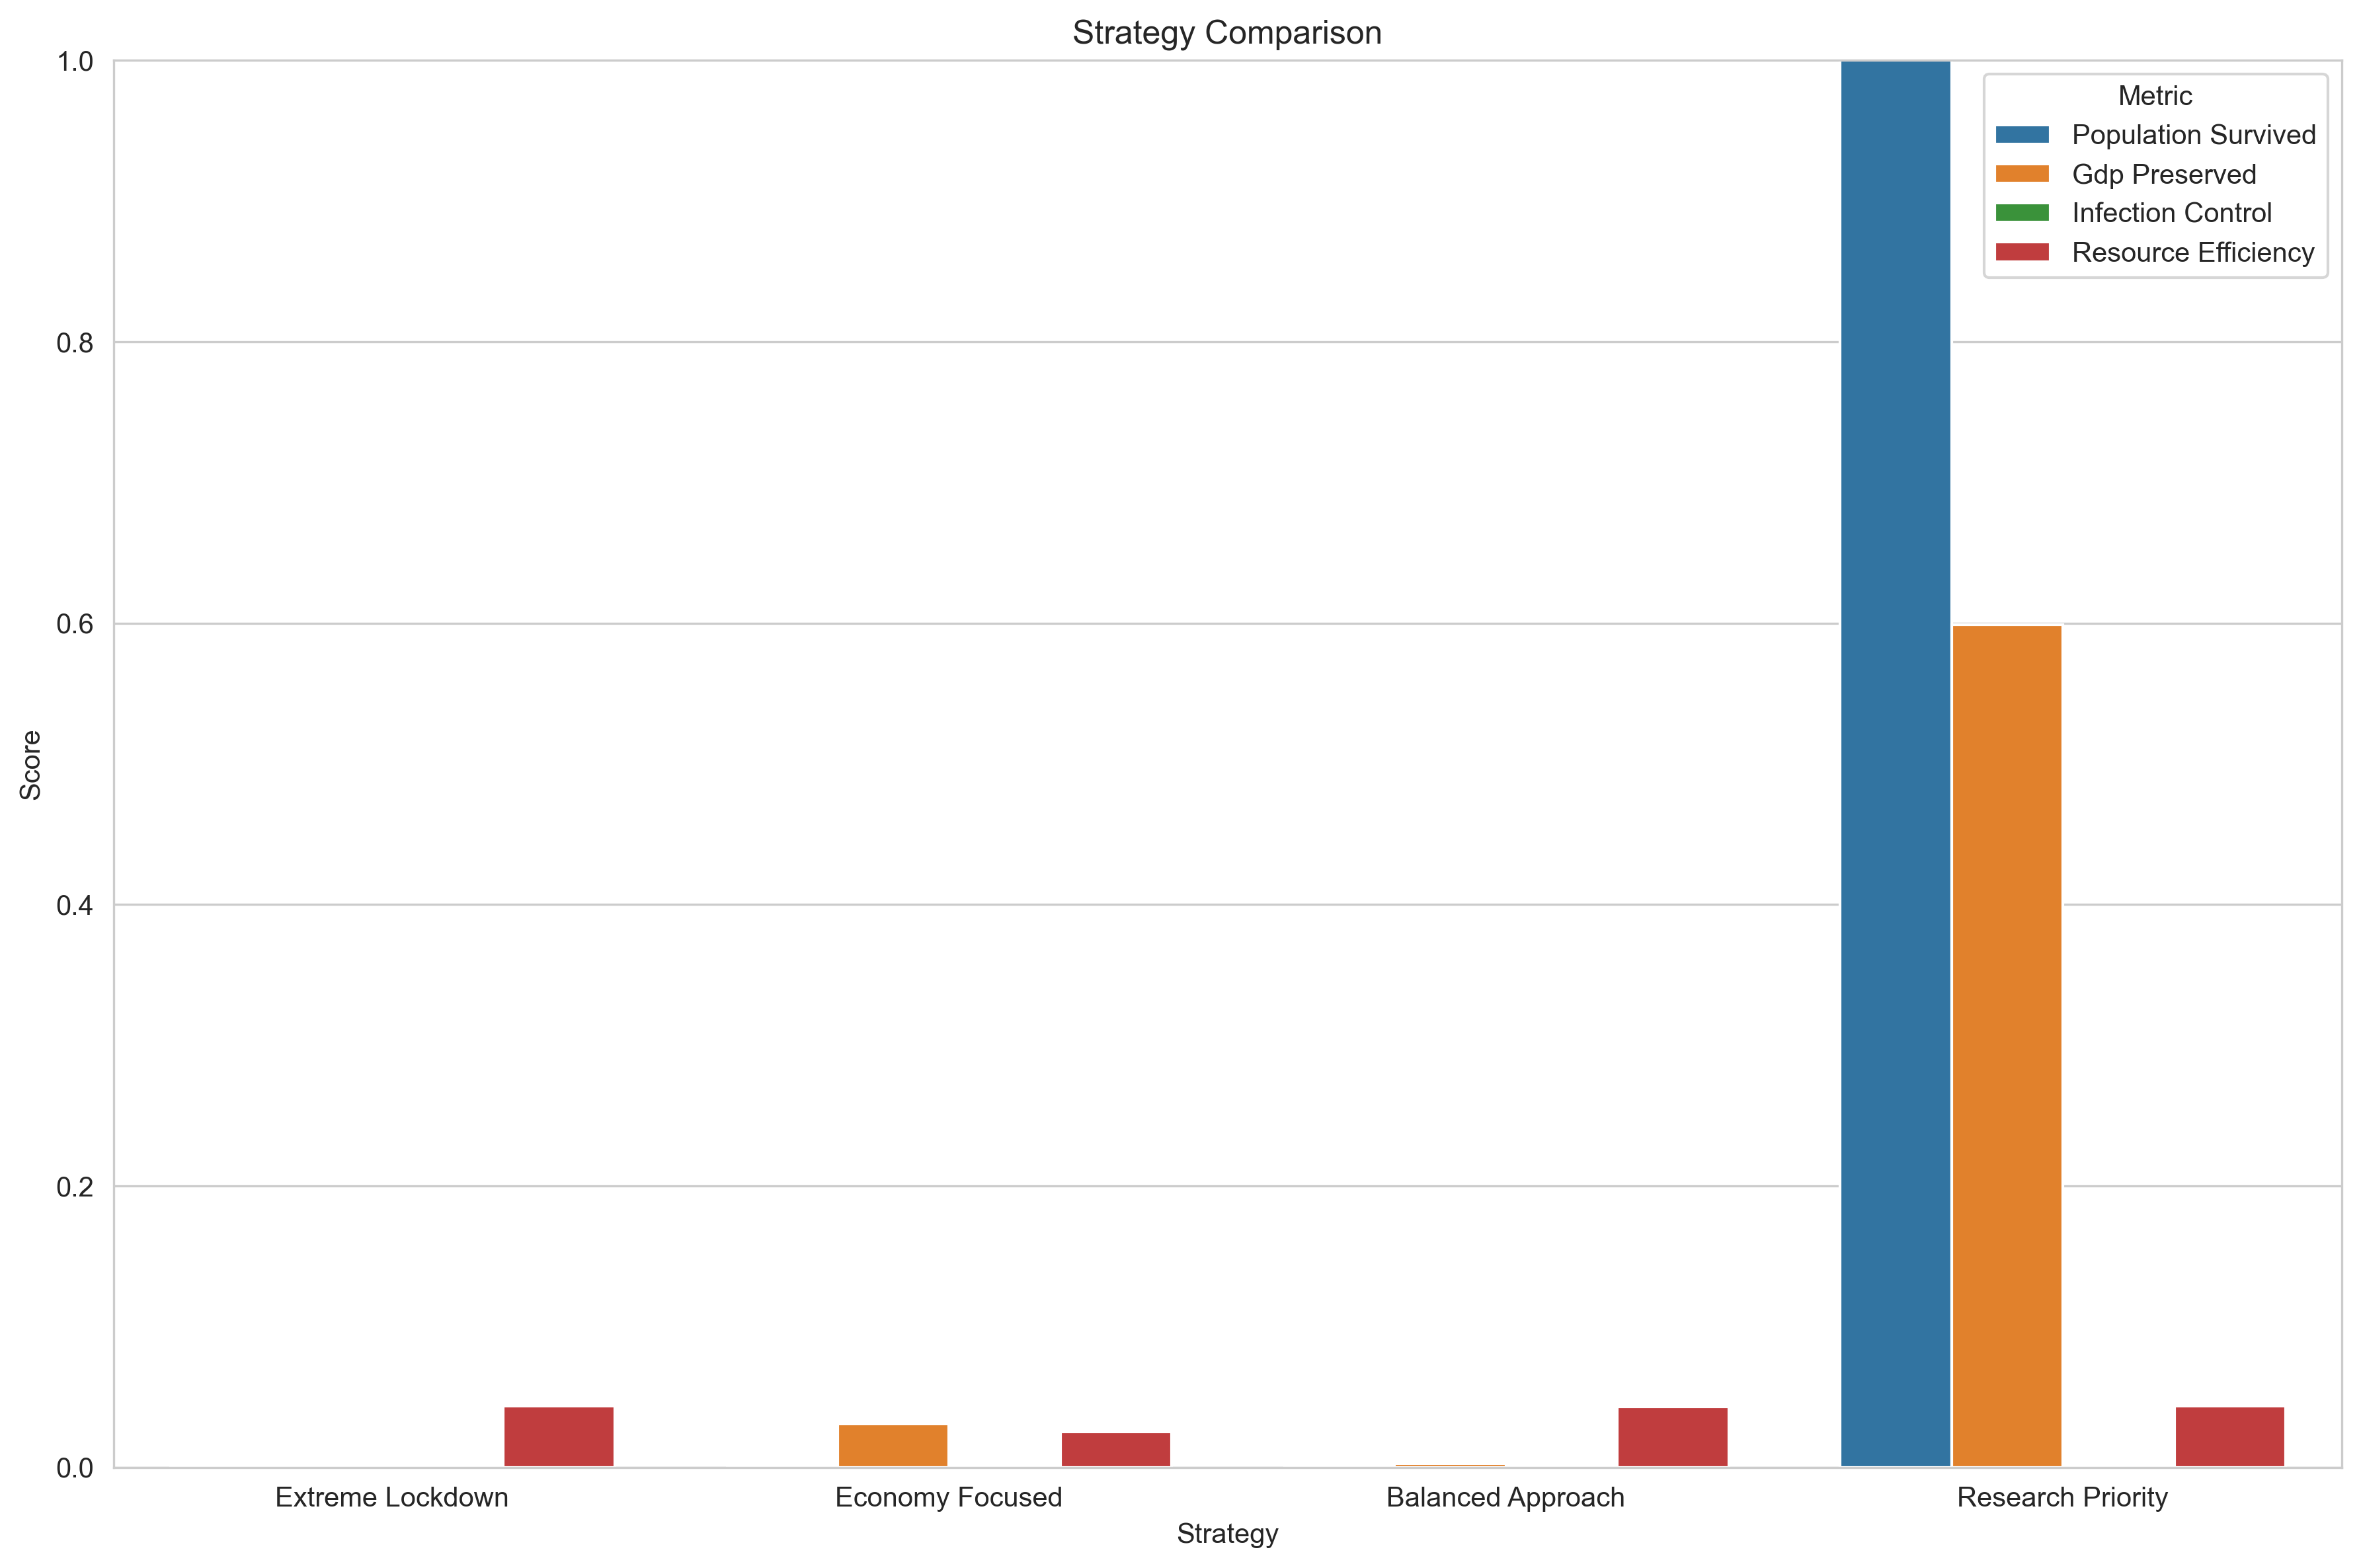 Strategy Comparison
1.0
0.8
0.6
0.4
0.2
0.0
Score
Metric
Population Survived
Gdp Preserved
Infection Control
Resource Efficiency
Extreme Lockdown
Economy Focused
Balanced Approach
Research Priority
Strategy